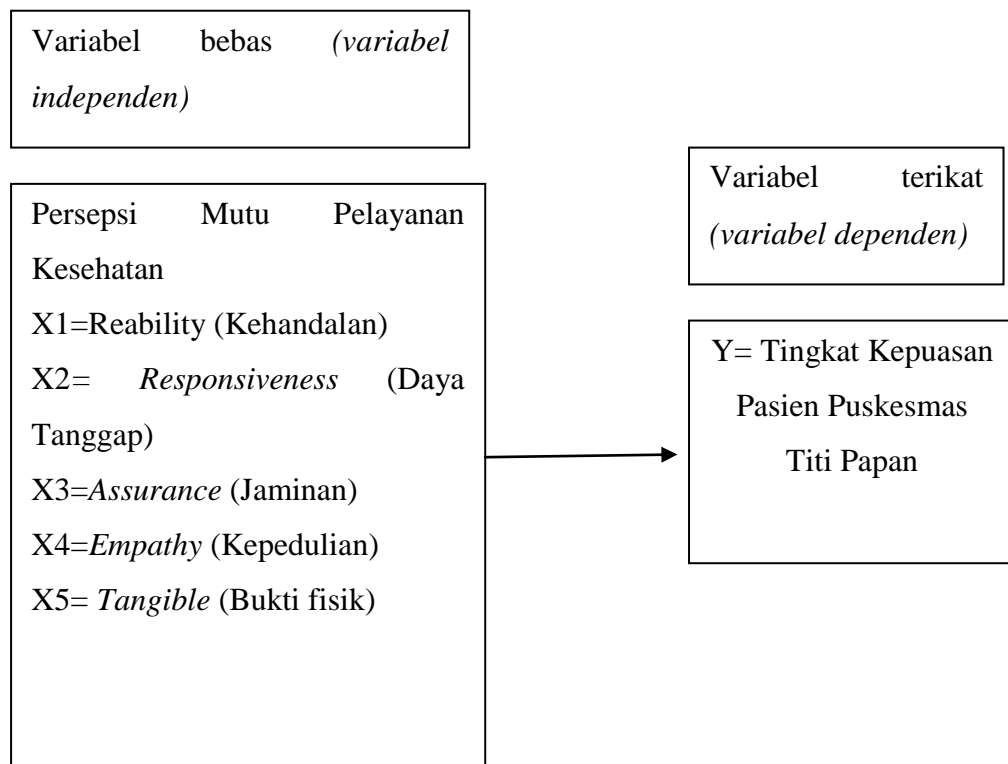 Variabel bebas (variabel
independen)
Persepsi Mutu Pelayanan
Kesehatan
X1=Reability (Kehandalan)
X2= Responsiveness (Daya
Tanggap)
X3=Assurance (Jaminan)
X4=Empathy (Kepedulian)
X5= Tangible (Bukti fisik)
Variabel terikat
(variabel dependen)
Y= Tingkat Kepuasan
Pasien Puskesmas
Titi Papan